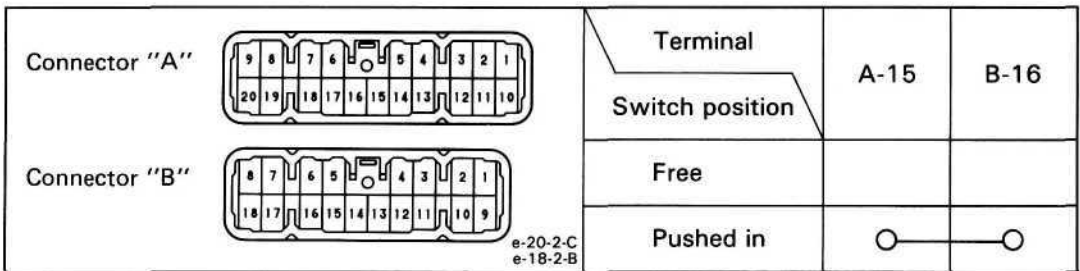 Connector "A"
9 8 7 6 5 4 3 2 1
20 19 18 17 16 15 14 13 12 11 10
Connector "B"
8 7 6 5 4 3 2 1
18 17 16 15 14 13 12 11 10 9
e-20-2-C
e-18-2-B
Terminal
Switch position
A-15
B-16
Free
Pushed in